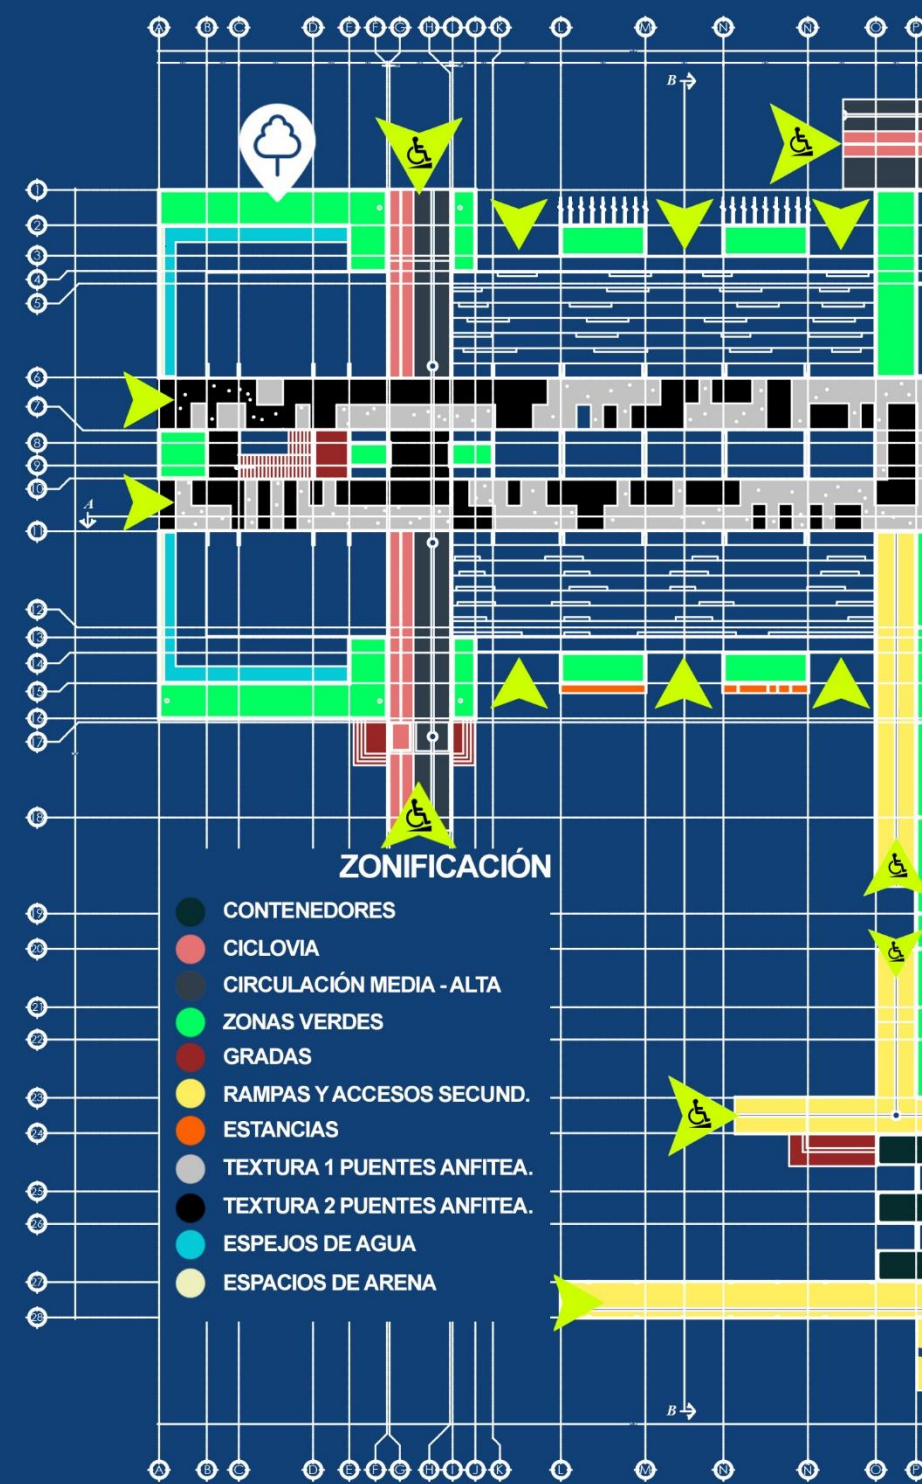 A B C D E F G H I J K L M N N O P
B
1
2
3
4
5
6
7
8
9
10
A
11
12
13
14
15
16
17
18
19
20
21
22
23
24
25
26
27
28
ZONIFICACIÓN
CONTENEDORES
CICLOVIA
CIRCULACIÓN MEDIA - ALTA
ZONAS VERDES
GRADAS
RAMPAS Y ACCESOS SECUND.
ESTANCIAS
TEXTURA 1 PUENTES ANFITEA.
TEXTURA 2 PUENTES ANFITEA.
ESPEJOS DE AGUA
ESPACIOS DE ARENA
B
A B C D E F G H I J K L M N N O P